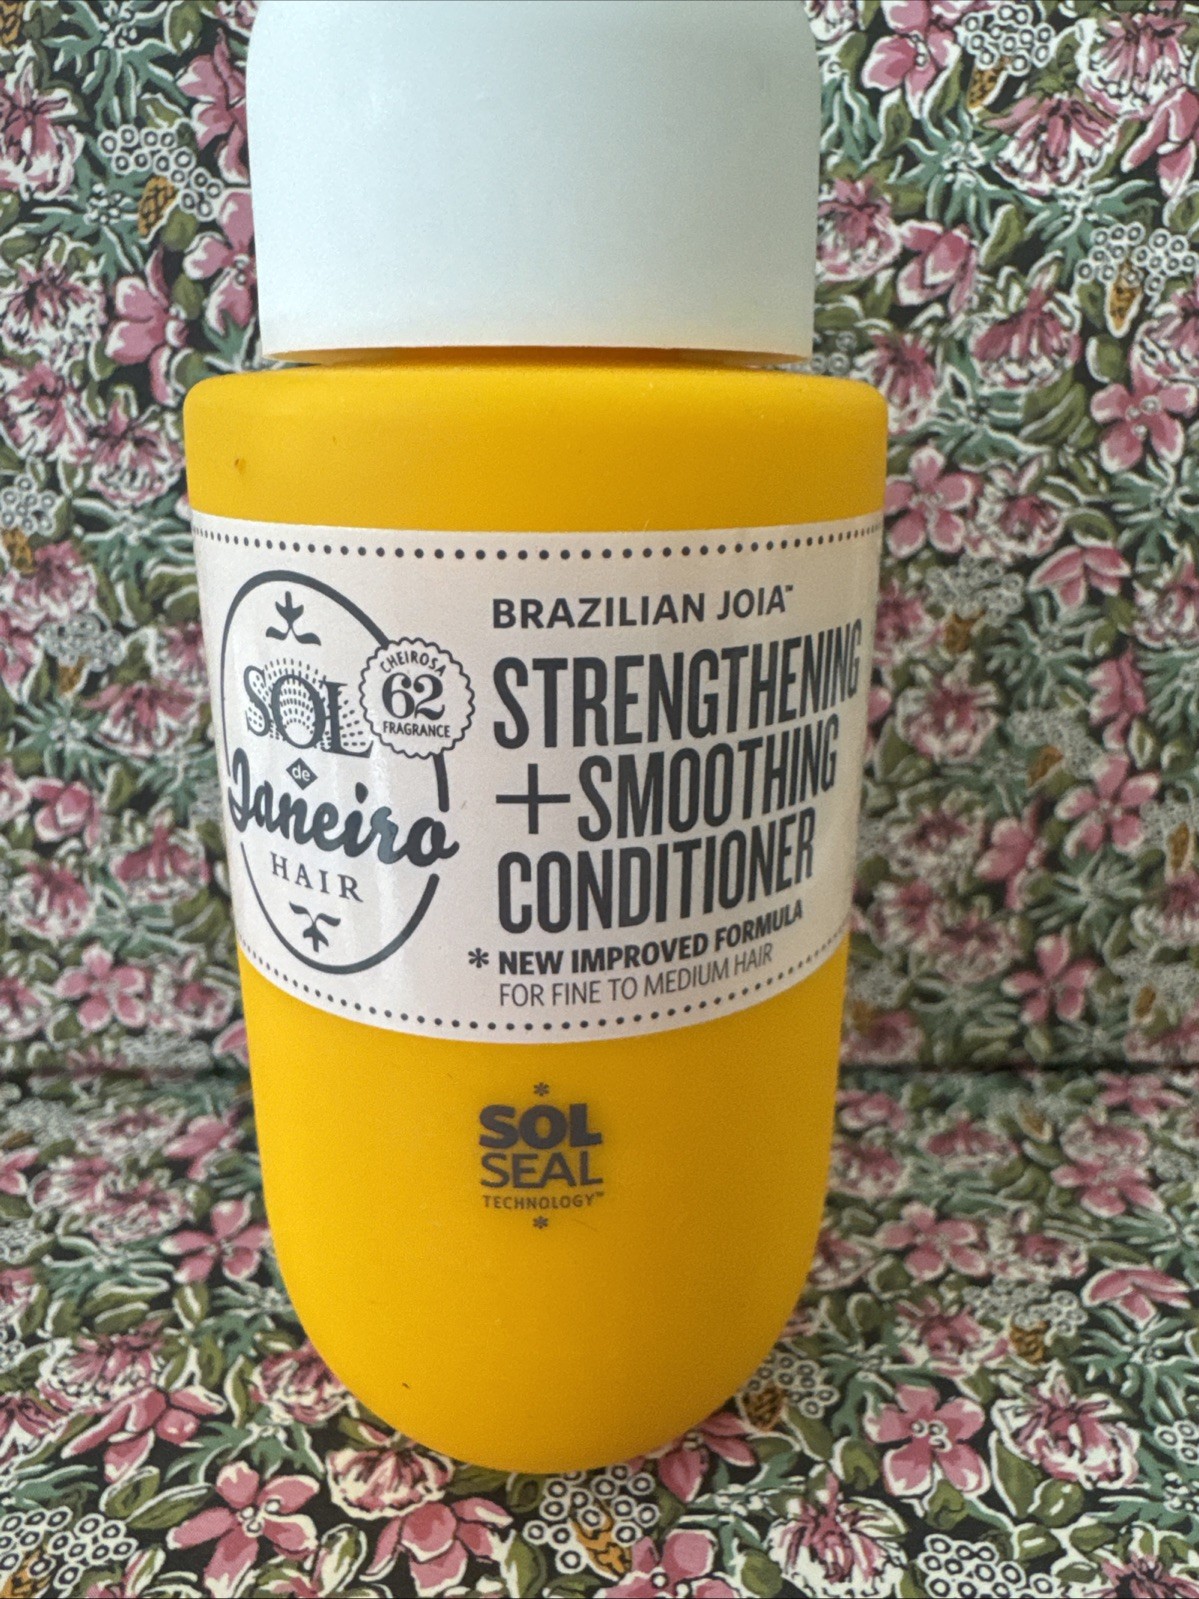 SOL
de
Janeiro
HAIR
CHEIROSA
62
FRAGRANCE
BRAZILIAN JOIA™
STRENGTHENING
+SMOOTHING
CONDITIONER
* NEW IMPROVED FORMULA
FOR FINE TO MEDIUM HAIR
*
SOL
SEAL
TECHNOLOGY™
*